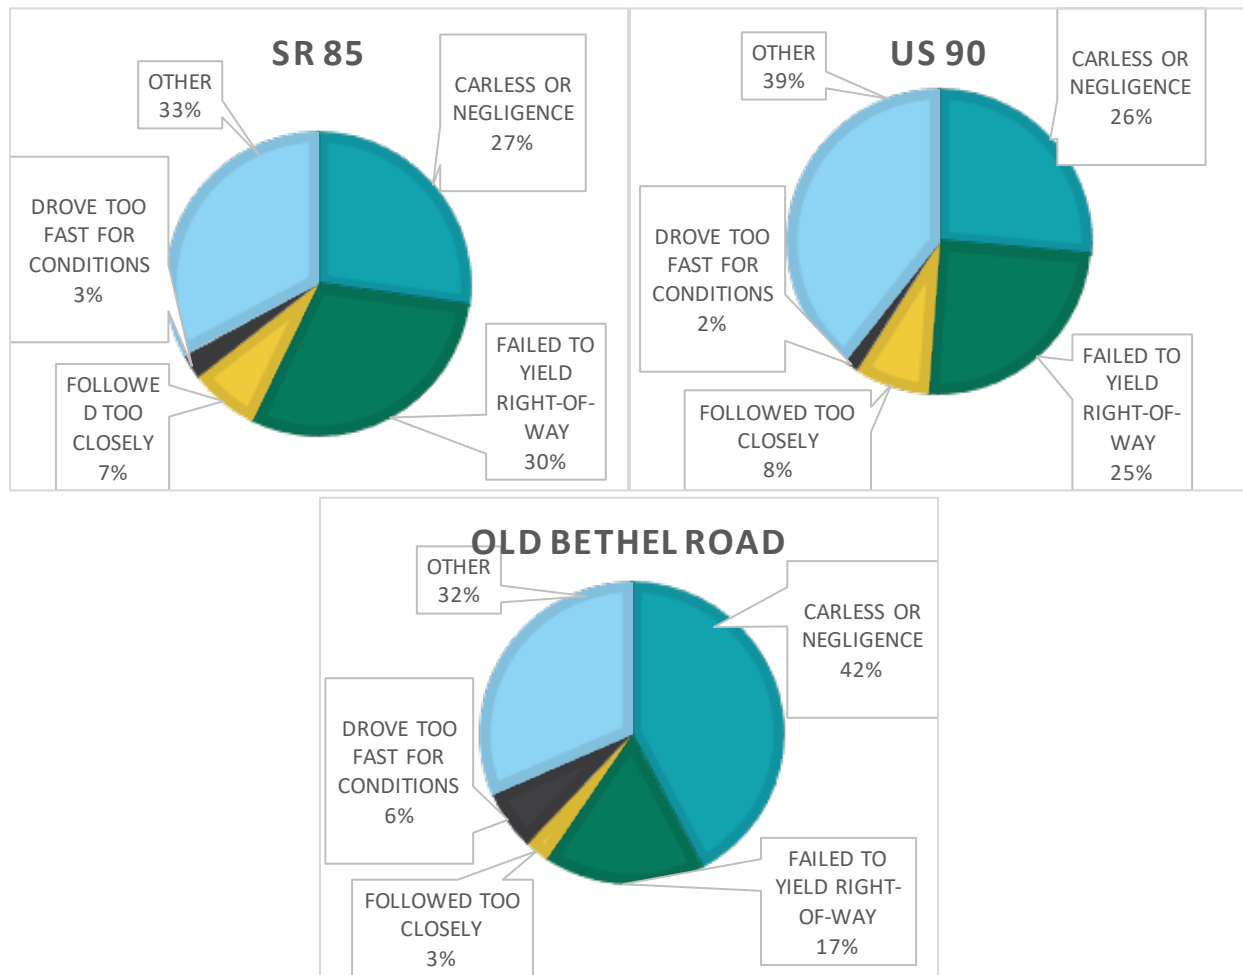 SR 85
OTHER
33%
CARLESS OR
NEGLIGENCE
27%
DROVE TOO
FAST FOR
CONDITIONS
3%
FOLLOWE
D TOO
CLOSELY
7%
FAILED TO
YIELD
RIGHT-OF-
WAY
30%
US 90
OTHER
39%
CARLESS OR
NEGLIGENCE
26%
DROVE TOO
FAST FOR
CONDITIONS
2%
FOLLOWED TOO
CLOSELY
8%
FAILED TO
YIELD
RIGHT-OF-
WAY
25%
OLD BETHEL ROAD
OTHER
32%
CARLESS OR
NEGLIGENCE
42%
DROVE TOO
FAST FOR
CONDITIONS
6%
FOLLOWED TOO
CLOSELY
3%
FAILED TO
YIELD RIGHT-
OF-WAY
17%